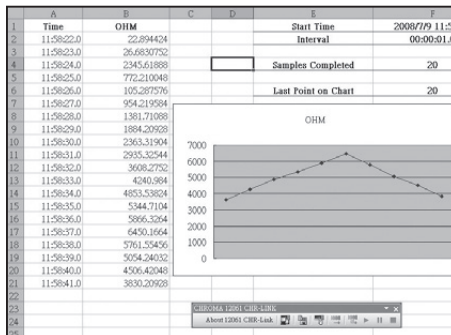 A B C D E F
1 Time OHM Start Time 2008/7/9 11:5
2 11:58:22.0 22.894424 Interval 00:00:01.
3 11:58:23.0 26.6830752
4 11:58:24.0 2345.61888 Samples Completed 20
5 11:58:25.0 772.210048
6 11:58:26.0 105.287576 Last Point on Chart 20
7 11:58:27.0 954.219584
8 11:58:28.0 1381.71088
9 11:58:29.0 1884.20928
10 11:58:30.0 2363.31904
11 11:58:31.0 2935.32544
12 11:58:32.0 3608.2752
13 11:58:33.0 4240.984
14 11:58:34.0 4853.53824
15 11:58:35.0 5344.7104
16 11:58:36.0 5866.3264
17 11:58:37.0 6450.1664
18 11:58:38.0 5761.55456
19 11:58:39.0 5054.24032
20 11:58:40.0 4506.42048
21 11:58:41.0 3830.20928
22
23
24
25
OHM
7000
6000
5000
4000
3000
2000
1000
0
CHROMA 12061 CHR-LINK
About 12061 CHR-Link